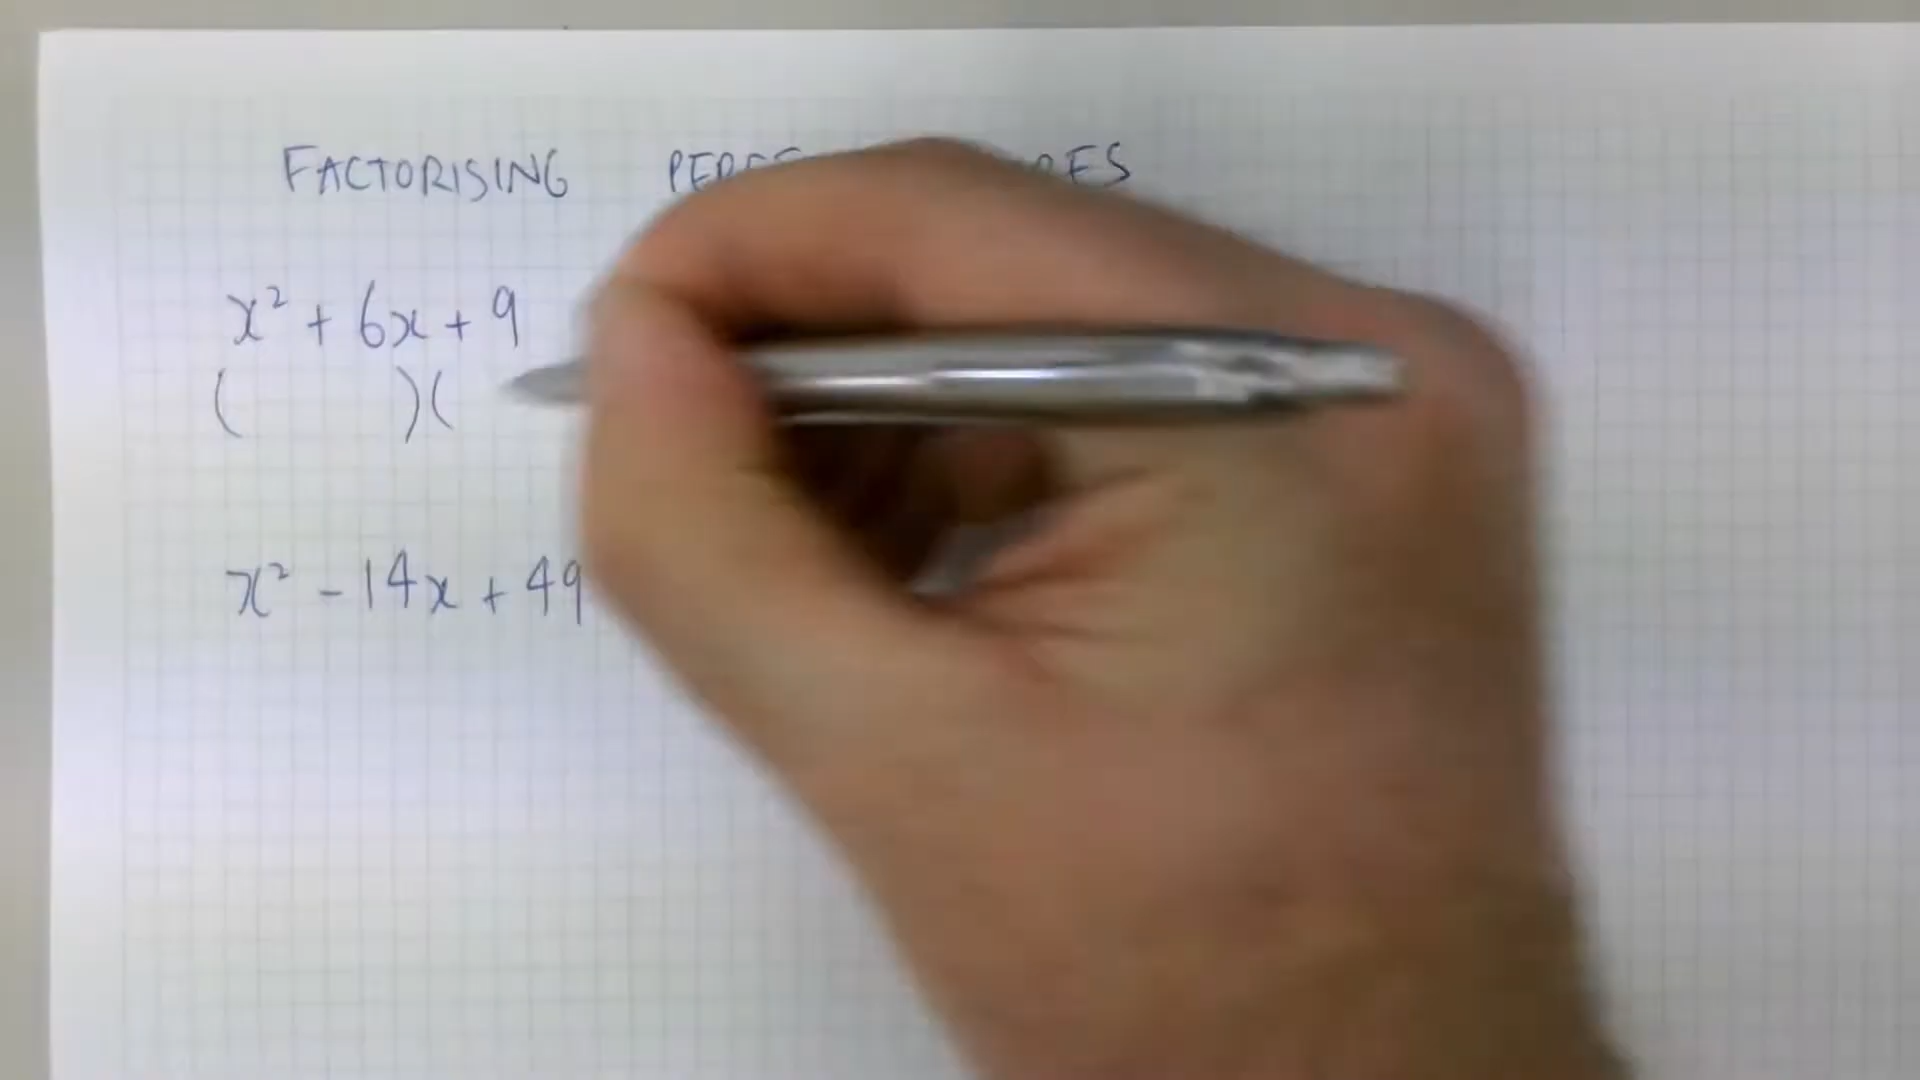 FACTORISING
x² + 6x + 9
( )(
x² - 14x + 49